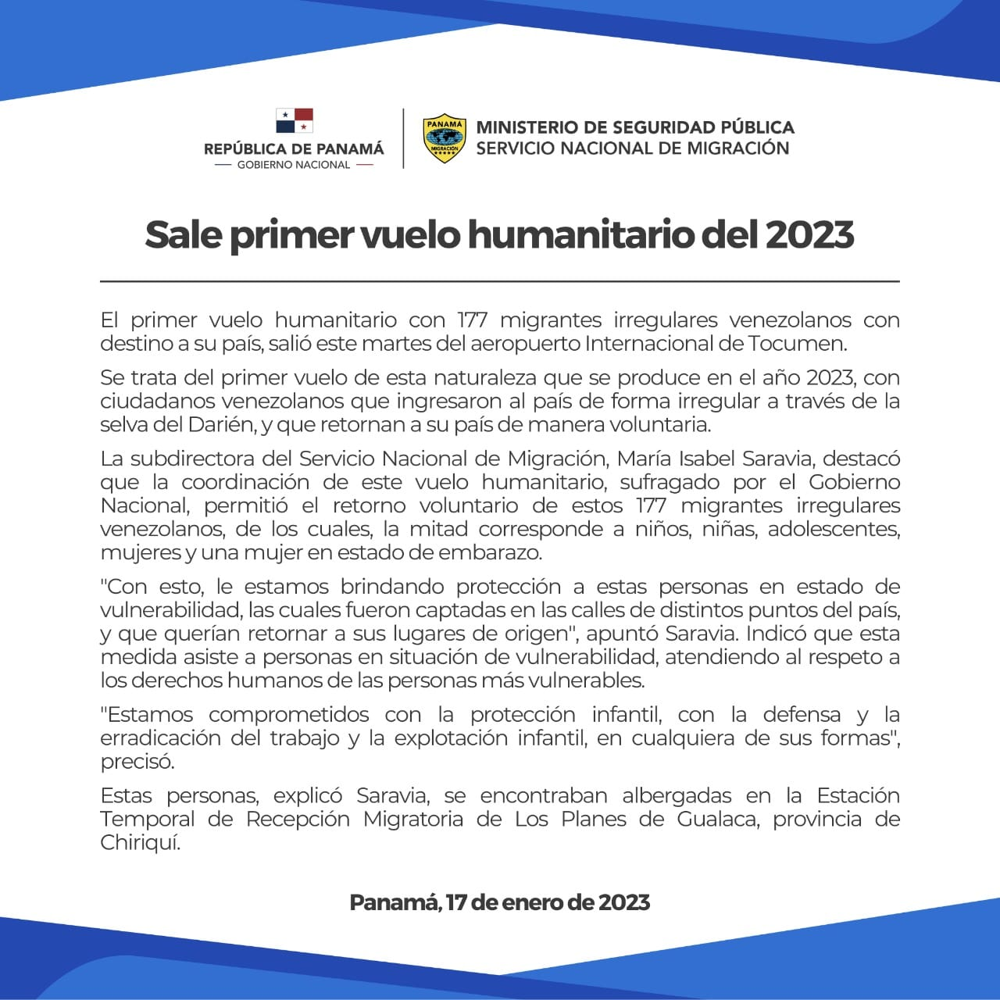 REPÚBLICA DE PANAMÁ
GOBIERNO NACIONAL
PANAMÁ
MIGRACIÓN
MINISTERIO DE SEGURIDAD PÚBLICA
SERVICIO NACIONAL DE MIGRACIÓN
Sale primer vuelo humanitario del 2023
El primer vuelo humanitario con 177 migrantes irregulares venezolanos con
destino a su país, salió este martes del aeropuerto Internacional de Tocumen.
Se trata del primer vuelo de esta naturaleza que se produce en el año 2023, con
ciudadanos venezolanos que ingresaron al país de forma irregular a través de la
selva del Darién, y que retornan a su país de manera voluntaria.
La subdirectora del Servicio Nacional de Migración, María Isabel Saravia, destacó
que la coordinación de este vuelo humanitario, sufragado por el Gobierno
Nacional, permitió el retorno voluntario de estos 177 migrantes irregulares
venezolanos, de los cuales, la mitad corresponde a niños, niñas, adolescentes,
mujeres y una mujer en estado de embarazo.
"Con esto, le estamos brindando protección a estas personas en estado de
vulnerabilidad, las cuales fueron captadas en las calles de distintos puntos del país,
y que querían retornar a sus lugares de origen", apuntó Saravia. Indicó que esta
medida asiste a personas en situación de vulnerabilidad, atendiendo al respeto a
los derechos humanos de las personas más vulnerables.
"Estamos comprometidos con la protección infantil, con la defensa y la
erradicación del trabajo y la explotación infantil, en cualquiera de sus formas",
precisó.
Estas personas, explicó Saravia, se encontraban albergadas en la Estación
Temporal de Recepción Migratoria de Los Planes de Gualaca, provincia de
Chiriquí.
Panamá, 17 de enero de 2023